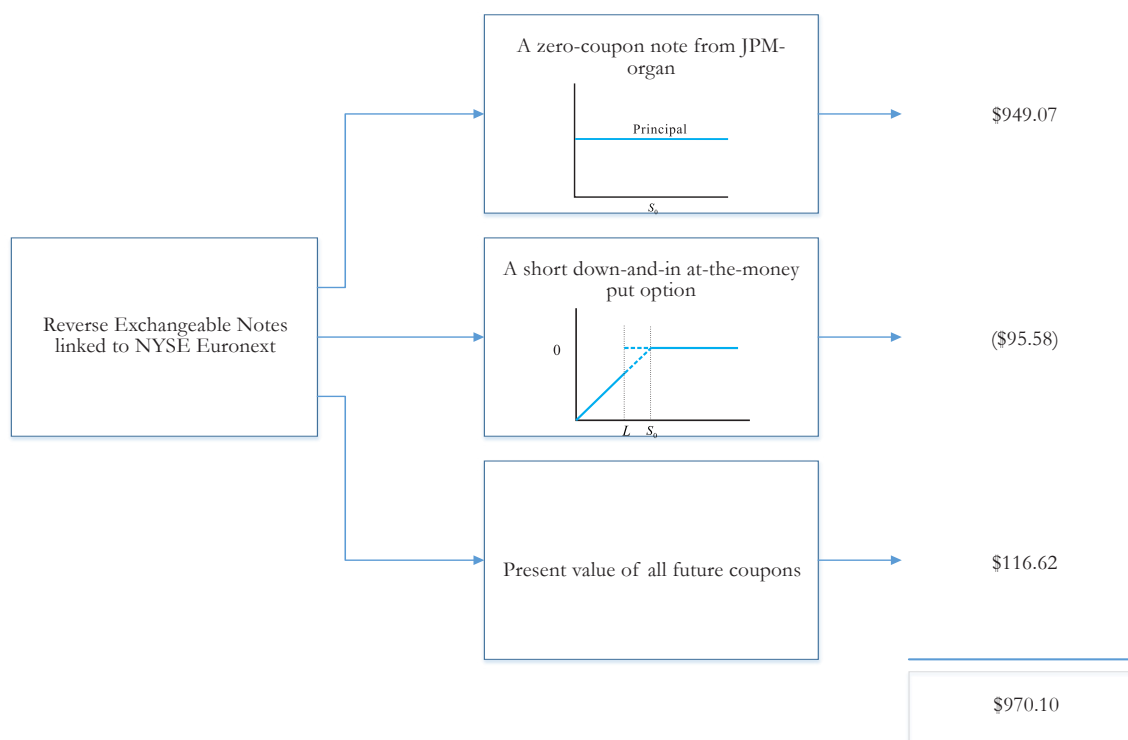 A zero-coupon note from JPM-
organ
Principal
S₀
$949.07
Reverse Exchangeable Notes
linked to NYSE Euronext
A short down-and-in at-the-money
put option
0
L S₀
($95.58)
Present value of all future coupons
$116.62
$970.10